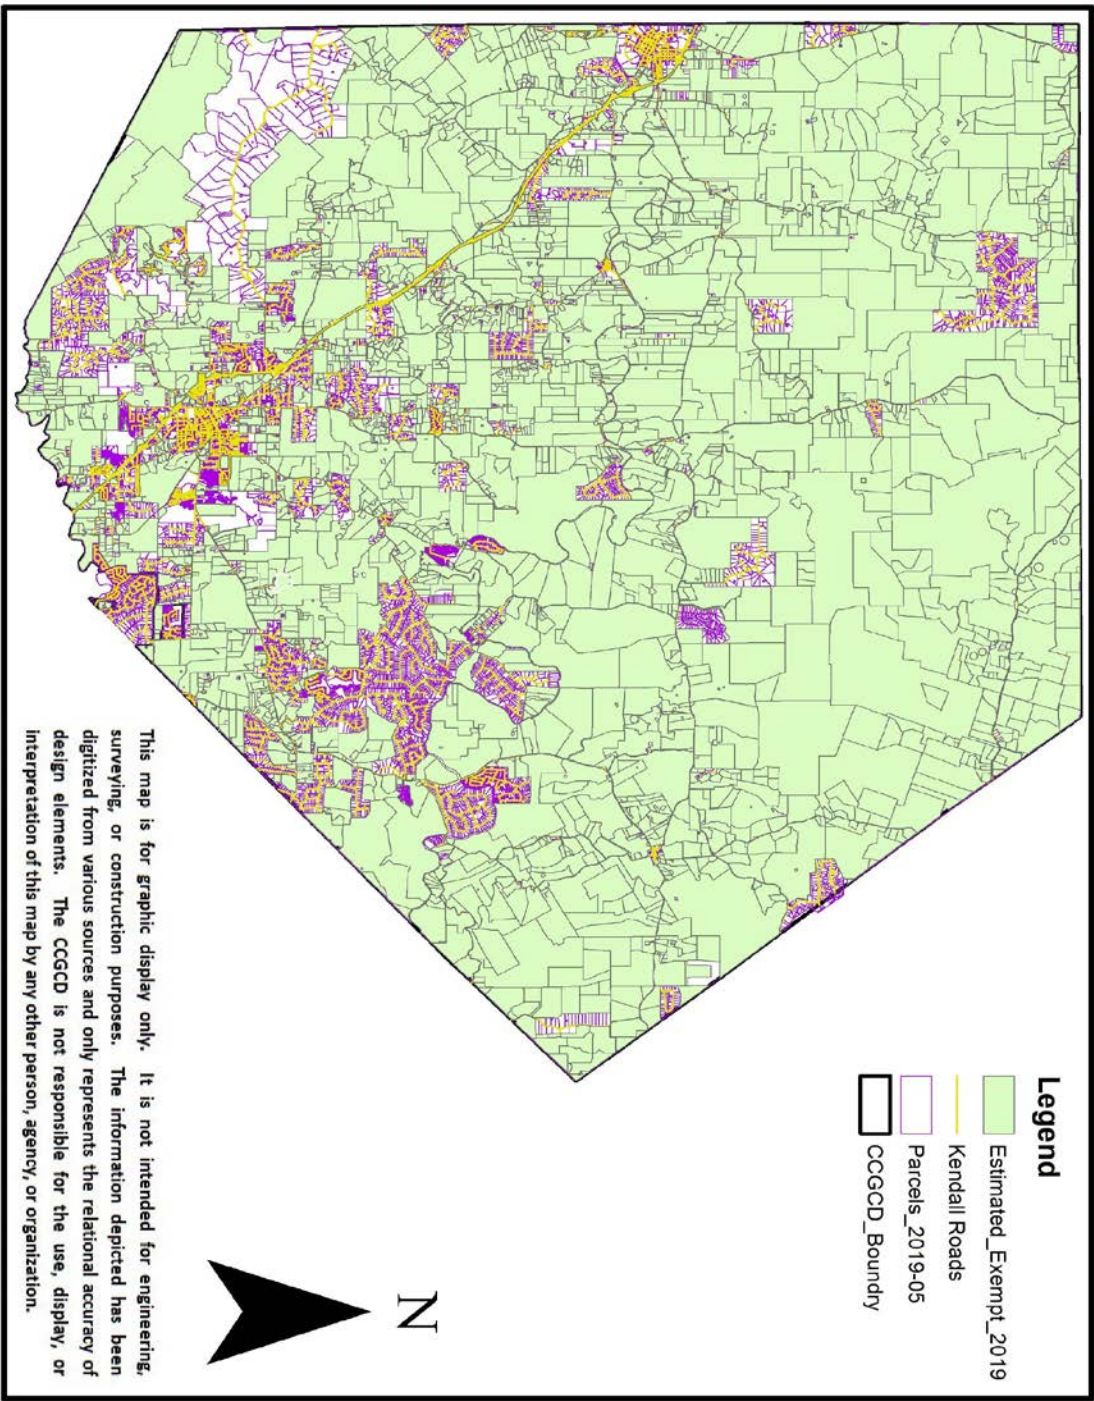 Legend
Estimated_Exempt_2019
Kendall Roads
Parcels_2019-05
CCGCD_Boundry
N
This map is for graphic display only. It is not intended for engineering,
surveying, or construction purposes. The information depicted has been
digitized from various sources and only represents the relational accuracy of
design elements. The CCGCD is not responsible for the use, display, or
interpretation of this map by any other person, agency, or organization.